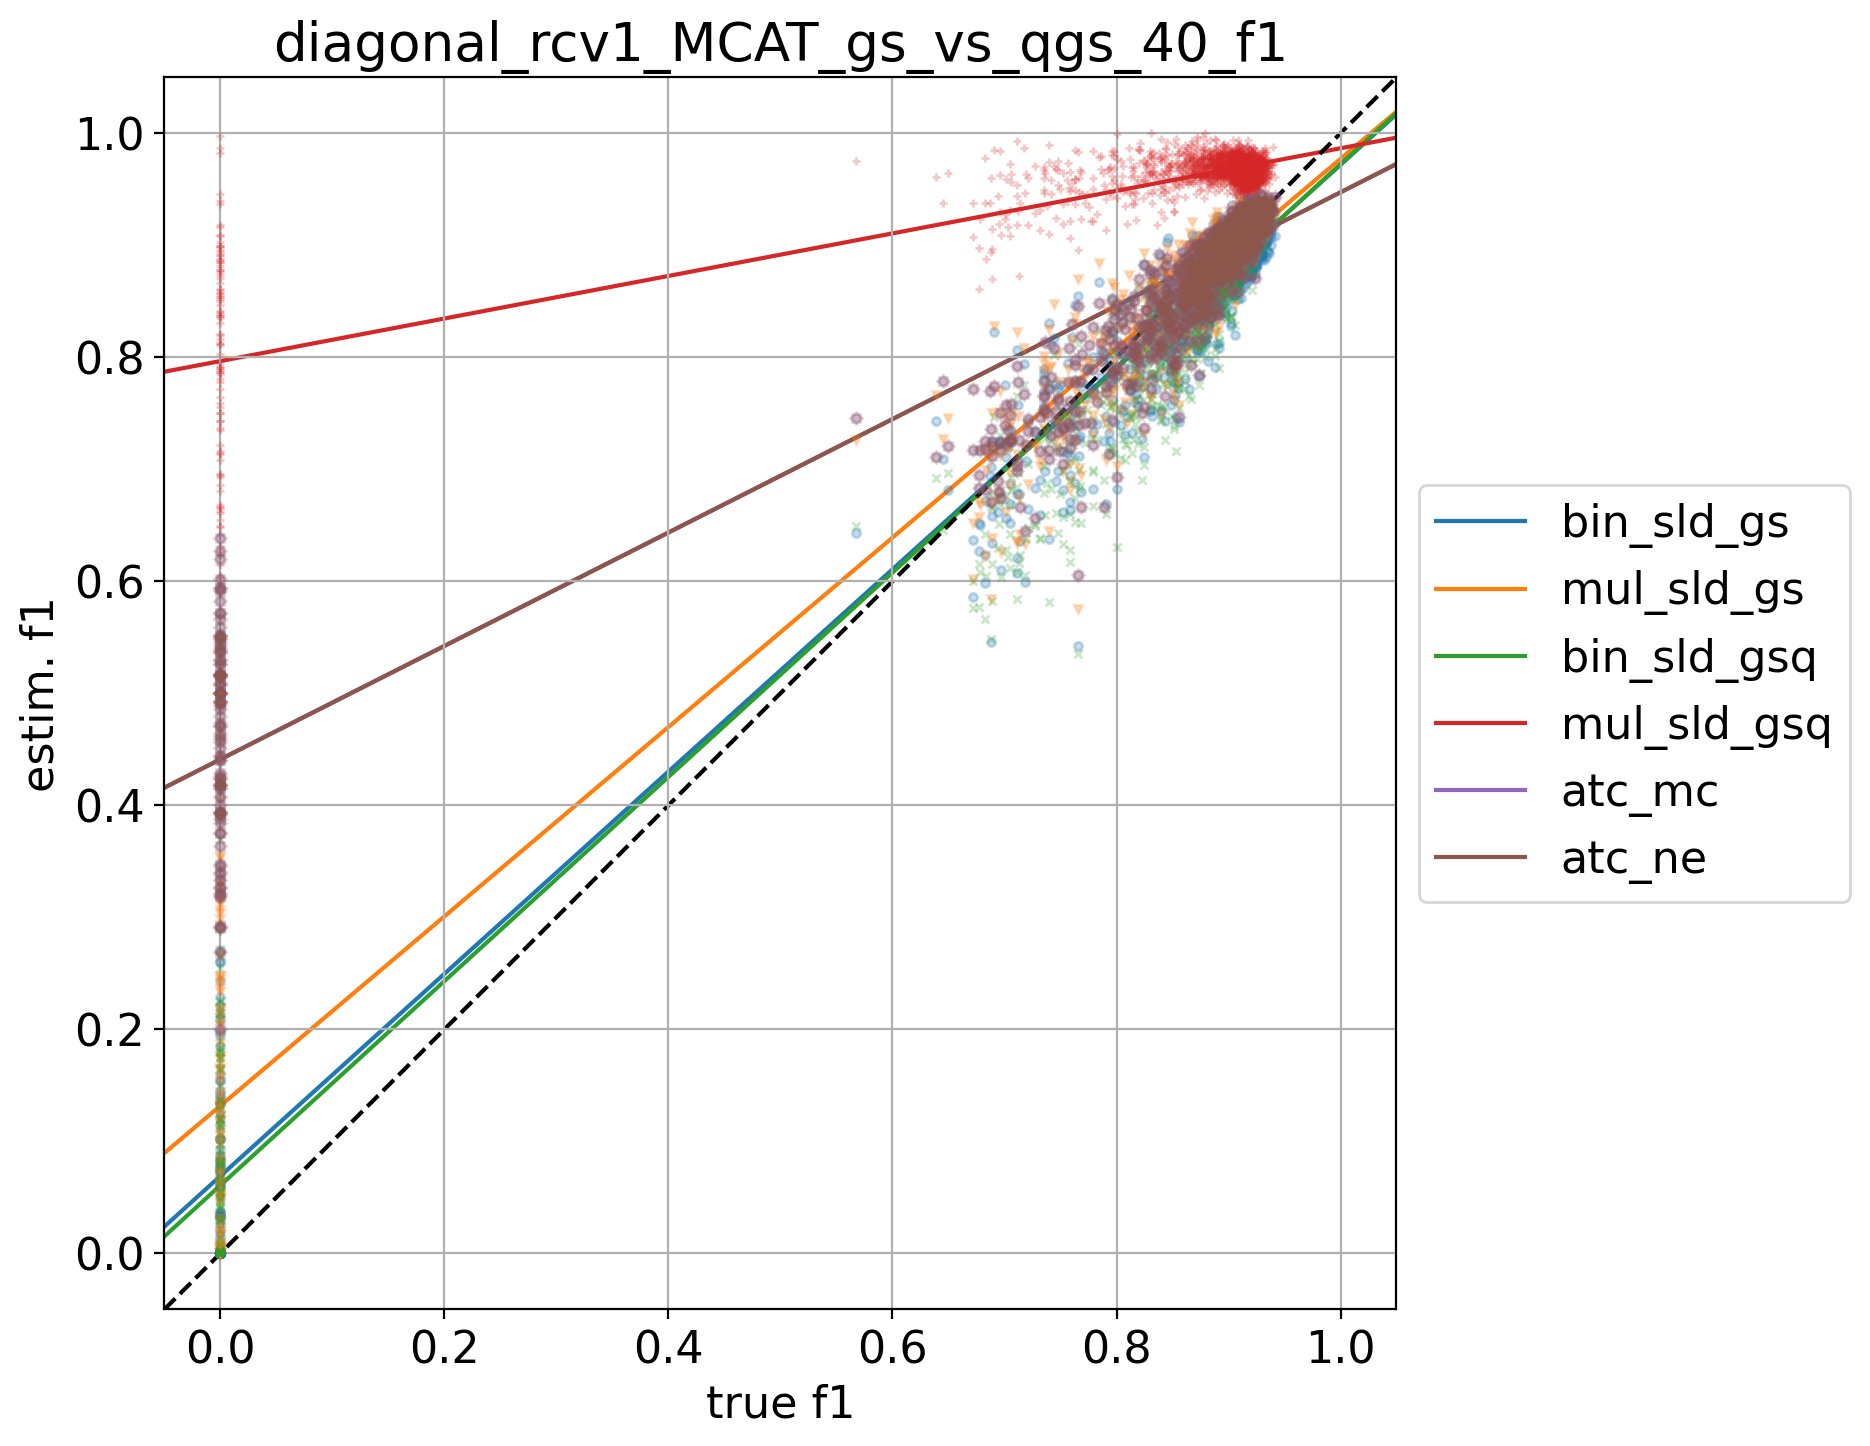 diagonal_rcv1_MCAT_gs_vs_qgs_40_f1
1.0
0.8
0.6
0.4
0.2
0.0
estim. f1
0.0 0.2 0.4 0.6 0.8 1.0
true f1
bin_sld_gs
mul_sld_gs
bin_sld_gsq
mul_sld_gsq
atc_mc
atc_ne